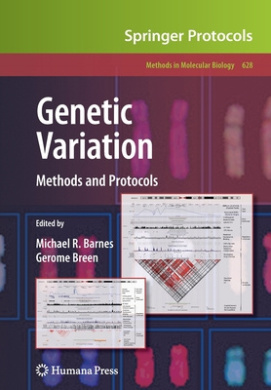 Springer Protocols
Methods in Molecular Biology 628
Genetic
Variation
Methods and Protocols
Edited by
Michael R. Barnes
Gerome Breen
Humana Press